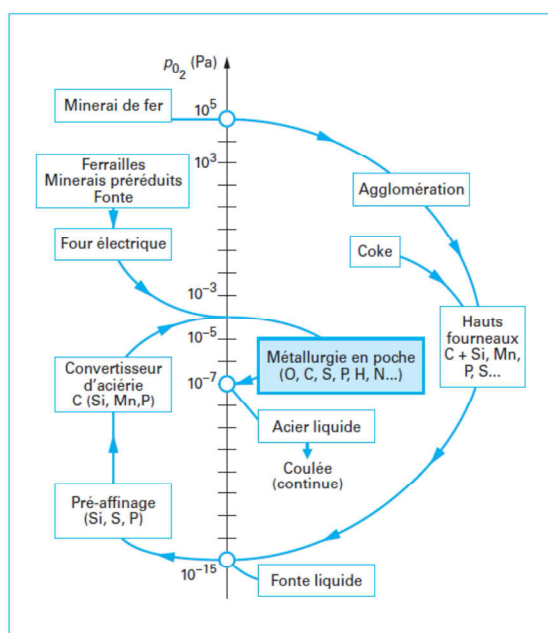 pO2 (Pa)
Minerai de fer
10^5
10^3
Ferrailles
Minerais préréduits
Fonte
Agglomération
Four électrique
Coke
10^-3
Hauts
fourneaux
C + Si, Mn,
P, S...
10^-5
Métallurgie en poche
(O, C, S, P, H, N...)
Convertisseur
d'aciérie
C (Si, Mn,P)
10^-7
Acier liquide
Coulée
(continue)
Pré-affinage
(Si, S, P)
10^-15
Fonte liquide